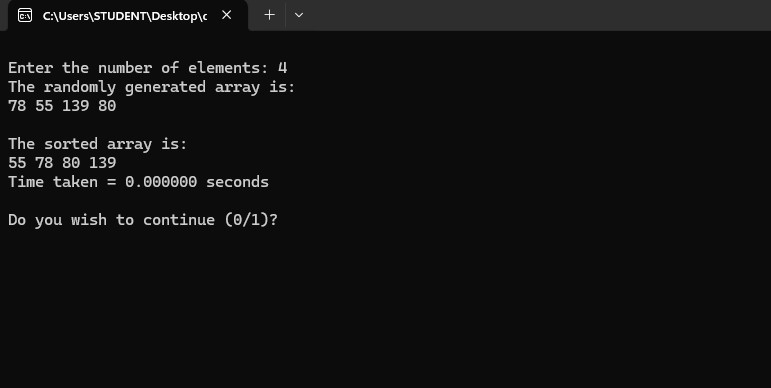 C:\Users\STUDENT\Desktop\c
Enter the number of elements: 4
The randomly generated array is:
78 55 139 80
The sorted array is:
55 78 80 139
Time taken = 0.000000 seconds
Do you wish to continue (0/1)?